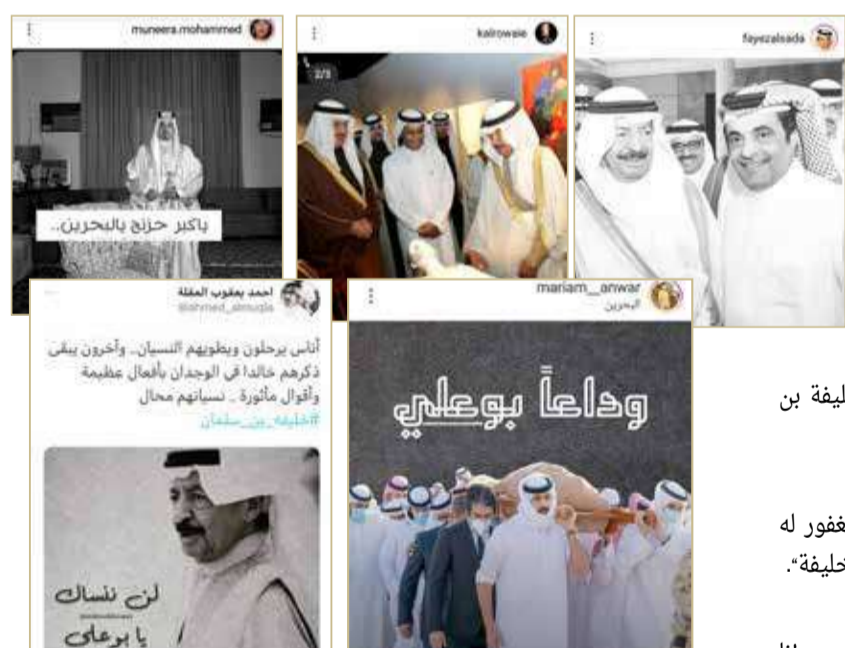 muneera.mohammed
ياكبر حزنج يالبحرين..
kalrowaie
2/3
fayezalsada
احمد يعقوب المقلة
@ahmed_almuqla
أناس يرحلون ويطويهم النسيان.. وآخرون يبقى
ذكرهم خالدا في الوجدان بأفعال عظيمة
وأقوال مأثورة .. نسيانهم محال
#خليفة_بن_سلمان
لن ننساك
يا بوعلي
mariam__anwar
البحرين
وداعاً بوعلي
ليفة بن
غفور له
خليفة“.